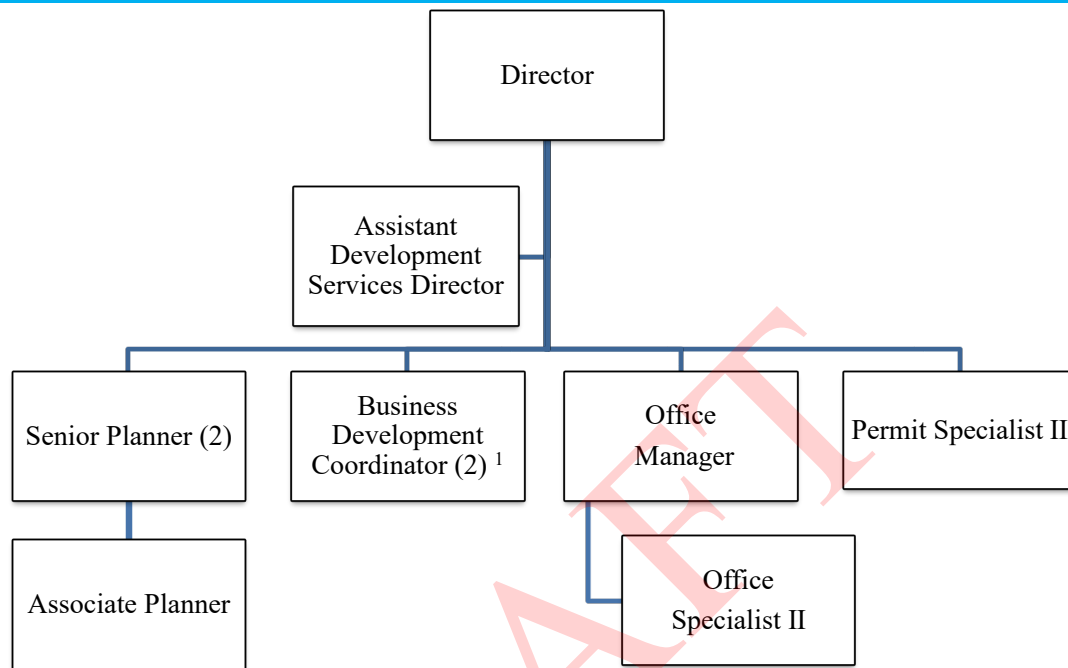 Director
Assistant
Development
Services Director
Senior Planner (2)
Business
Development
Coordinator (2) ¹
Office
Manager
Permit Specialist II
Associate Planner
Office
Specialist II
AFT